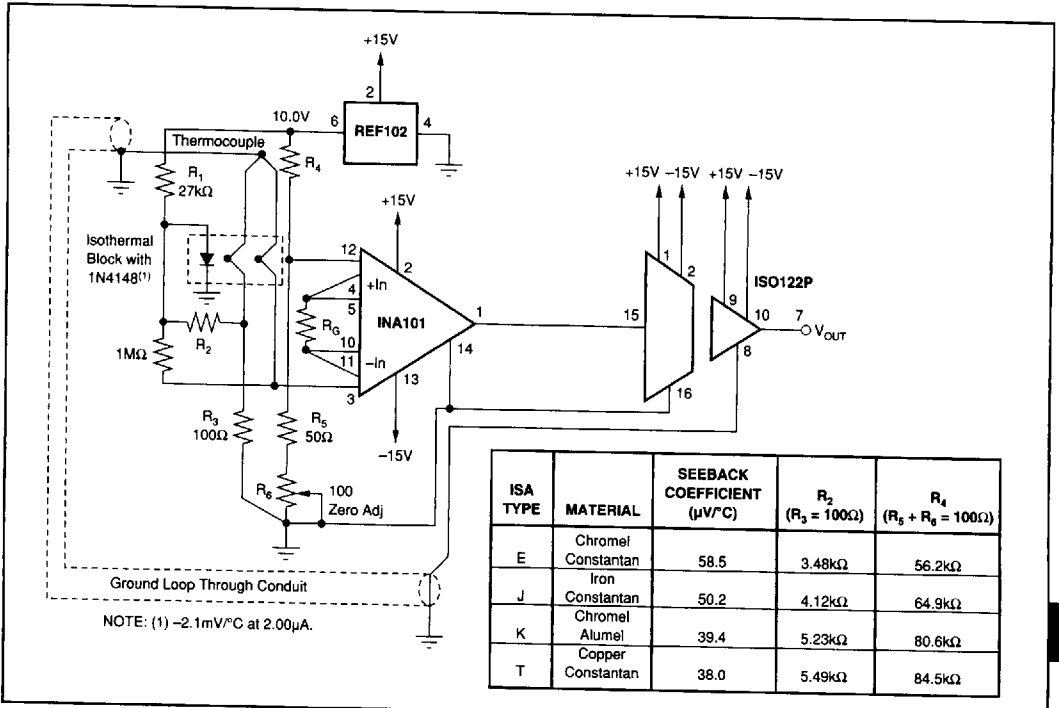 +15V
2
10.0V
6
REF102
4
Thermocouple
R4
R1
27kΩ
+15V
+15V –15V
+15V –15V
Isothermal
Block with
1N4148(1)
12
2
+In
4
5
RG
INA101
1
10
11
–In
14
3
13
–15V
R2
1MΩ
R3
100Ω
R5
50Ω
R6
100
Zero Adj
1
2
15
16
ISO122P
9
10
7
VOUT
8
Ground Loop Through Conduit
NOTE: (1) –2.1mV/°C at 2.00µA.
ISA TYPE MATERIAL SEEBACK COEFFICIENT (µV/°C) R2 (R3 = 100Ω) R4 (R5 + R6 = 100Ω)
E Chromel Constantan 58.5 3.48kΩ 56.2kΩ
J Iron Constantan 50.2 4.12kΩ 64.9kΩ
K Chromel Alumel 39.4 5.23kΩ 80.6kΩ
T Copper Constantan 38.0 5.49kΩ 84.5kΩ